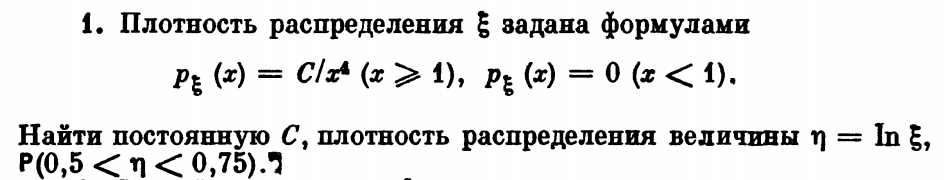 1. Плотность распределения ξ задана формулами
p_ξ (x) = C/x⁴ (x ⩾ 1), p_ξ (x) = 0 (x < 1).
Найти постоянную C, плотность распределения величины η = ln ξ,
P(0,5 < η < 0,75).